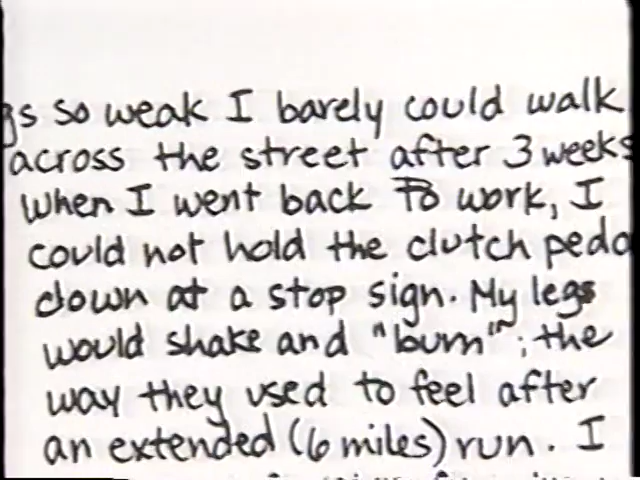 gs so weak I barely could walk
across the street after 3 weeks
when I went back to work, I
could not hold the clutch peda
down at a stop sign. My legs
would shake and "burn"; the
way they used to feel after
an extended (6 miles) run. I